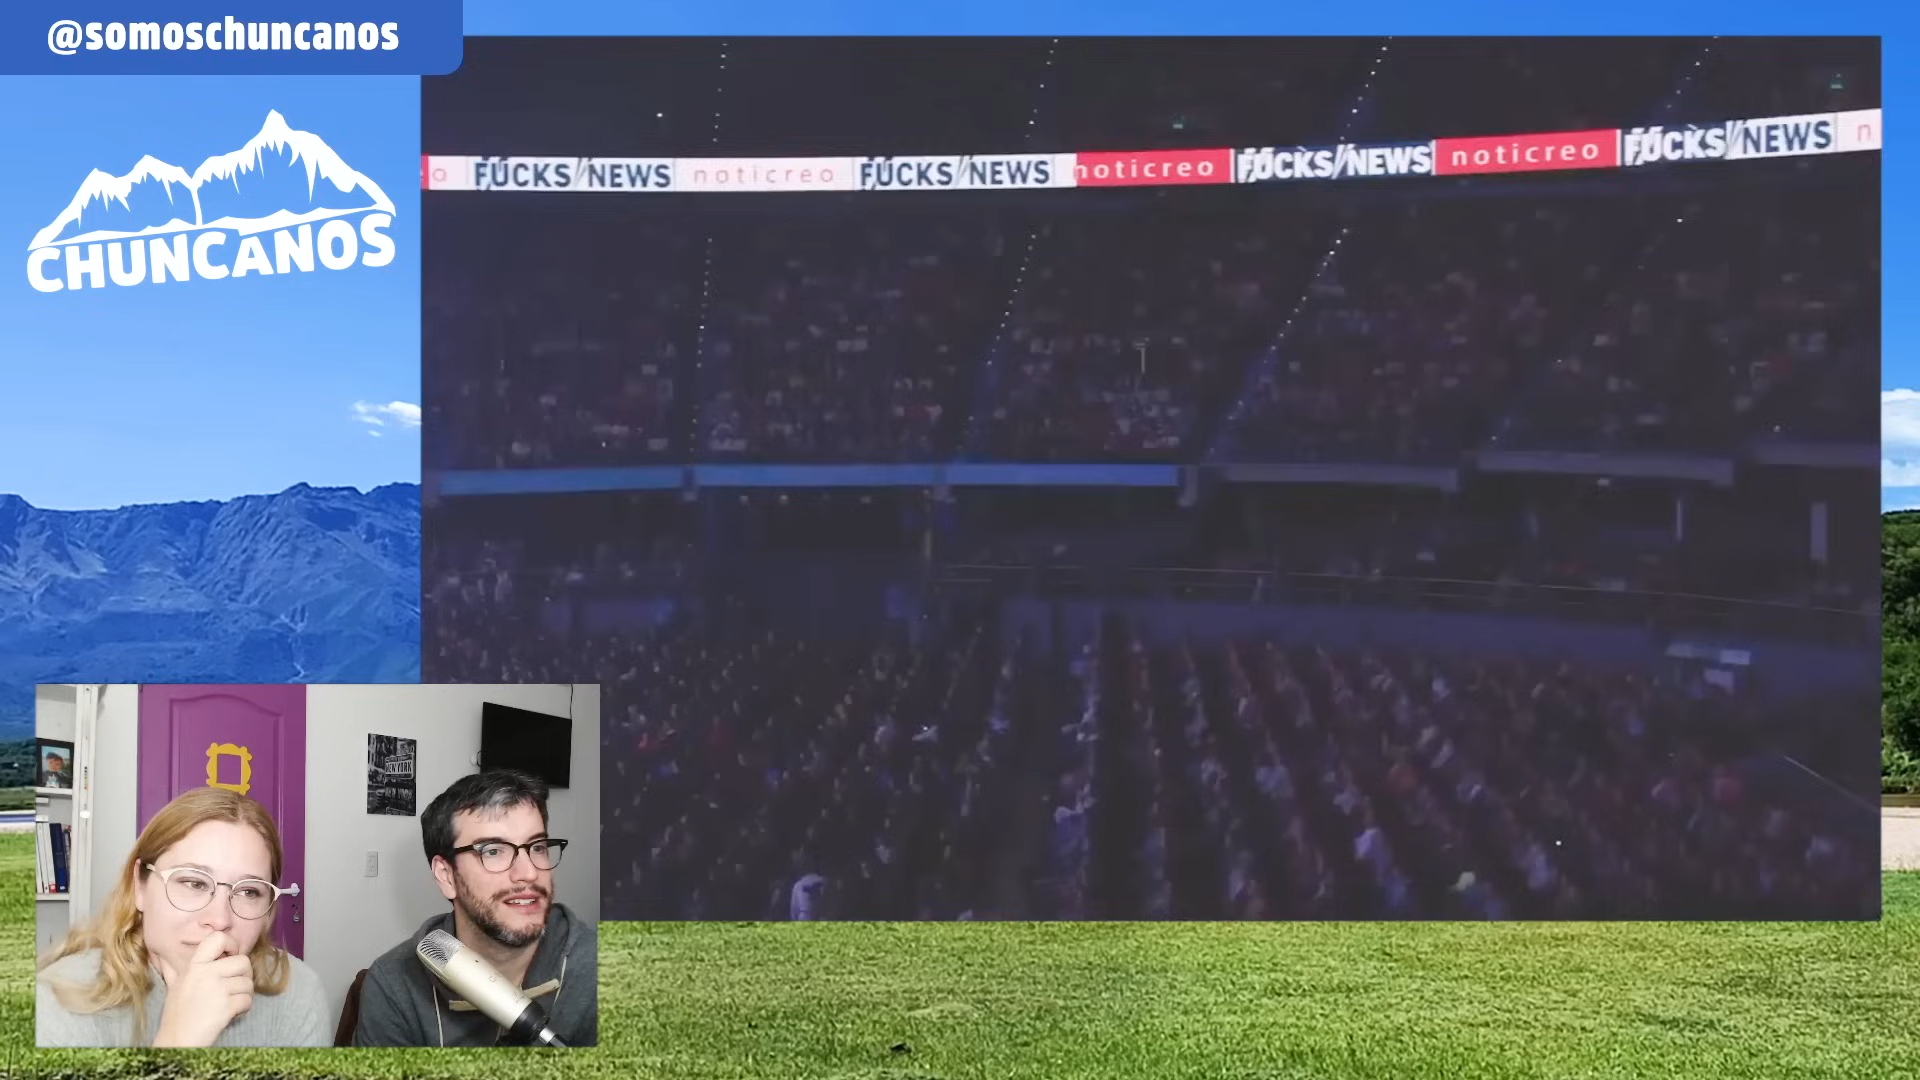 @somoschuncanos
CHUNCANOS
FUCKS NEWS noticreo FUCKS NEWS noticreo FUCKS NEWS noticreo FUCKS NEWS
NEW YORK